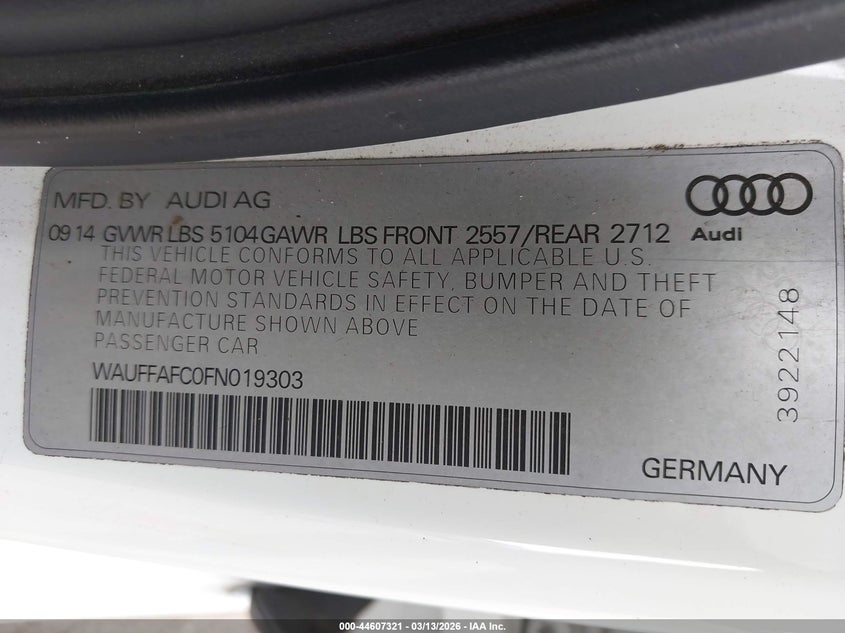 MFD. BY AUDI AG
09 14 GVWR LBS 5104 GAWR LBS FRONT 2557/REAR 2712
Audi
THIS VEHICLE CONFORMS TO ALL APPLICABLE U.S.
FEDERAL MOTOR VEHICLE SAFETY, BUMPER AND THEFT
PREVENTION STANDARDS IN EFFECT ON THE DATE OF
MANUFACTURE SHOWN ABOVE
PASSENGER CAR
WAUFFAFC0FN019303
3922148
GERMANY
000-44607321 - 03/13/2026 - IAA Inc.